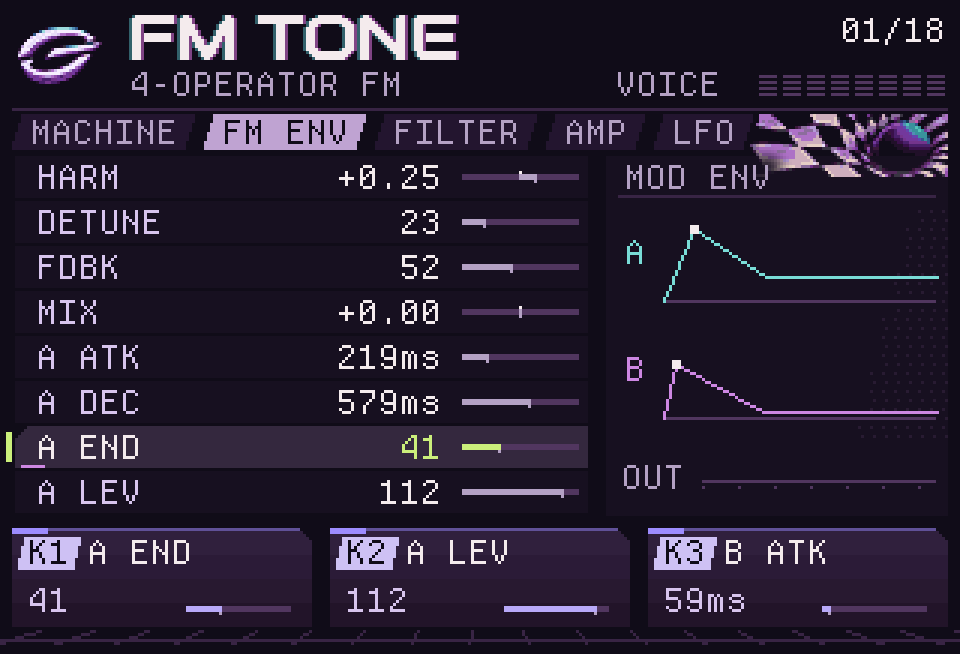 FM TONE
01/18
4-OPERATOR FM
VOICE
MACHINE FM ENV FILTER AMP LFO
HARM +0.25
DETUNE 23
FDBK 52
MIX +0.00
A ATK 219ms
A DEC 579ms
A END 41
A LEV 112
MOD ENV
A
B
OUT
K1 A END
41
K2 A LEV
112
K3 B ATK
59ms